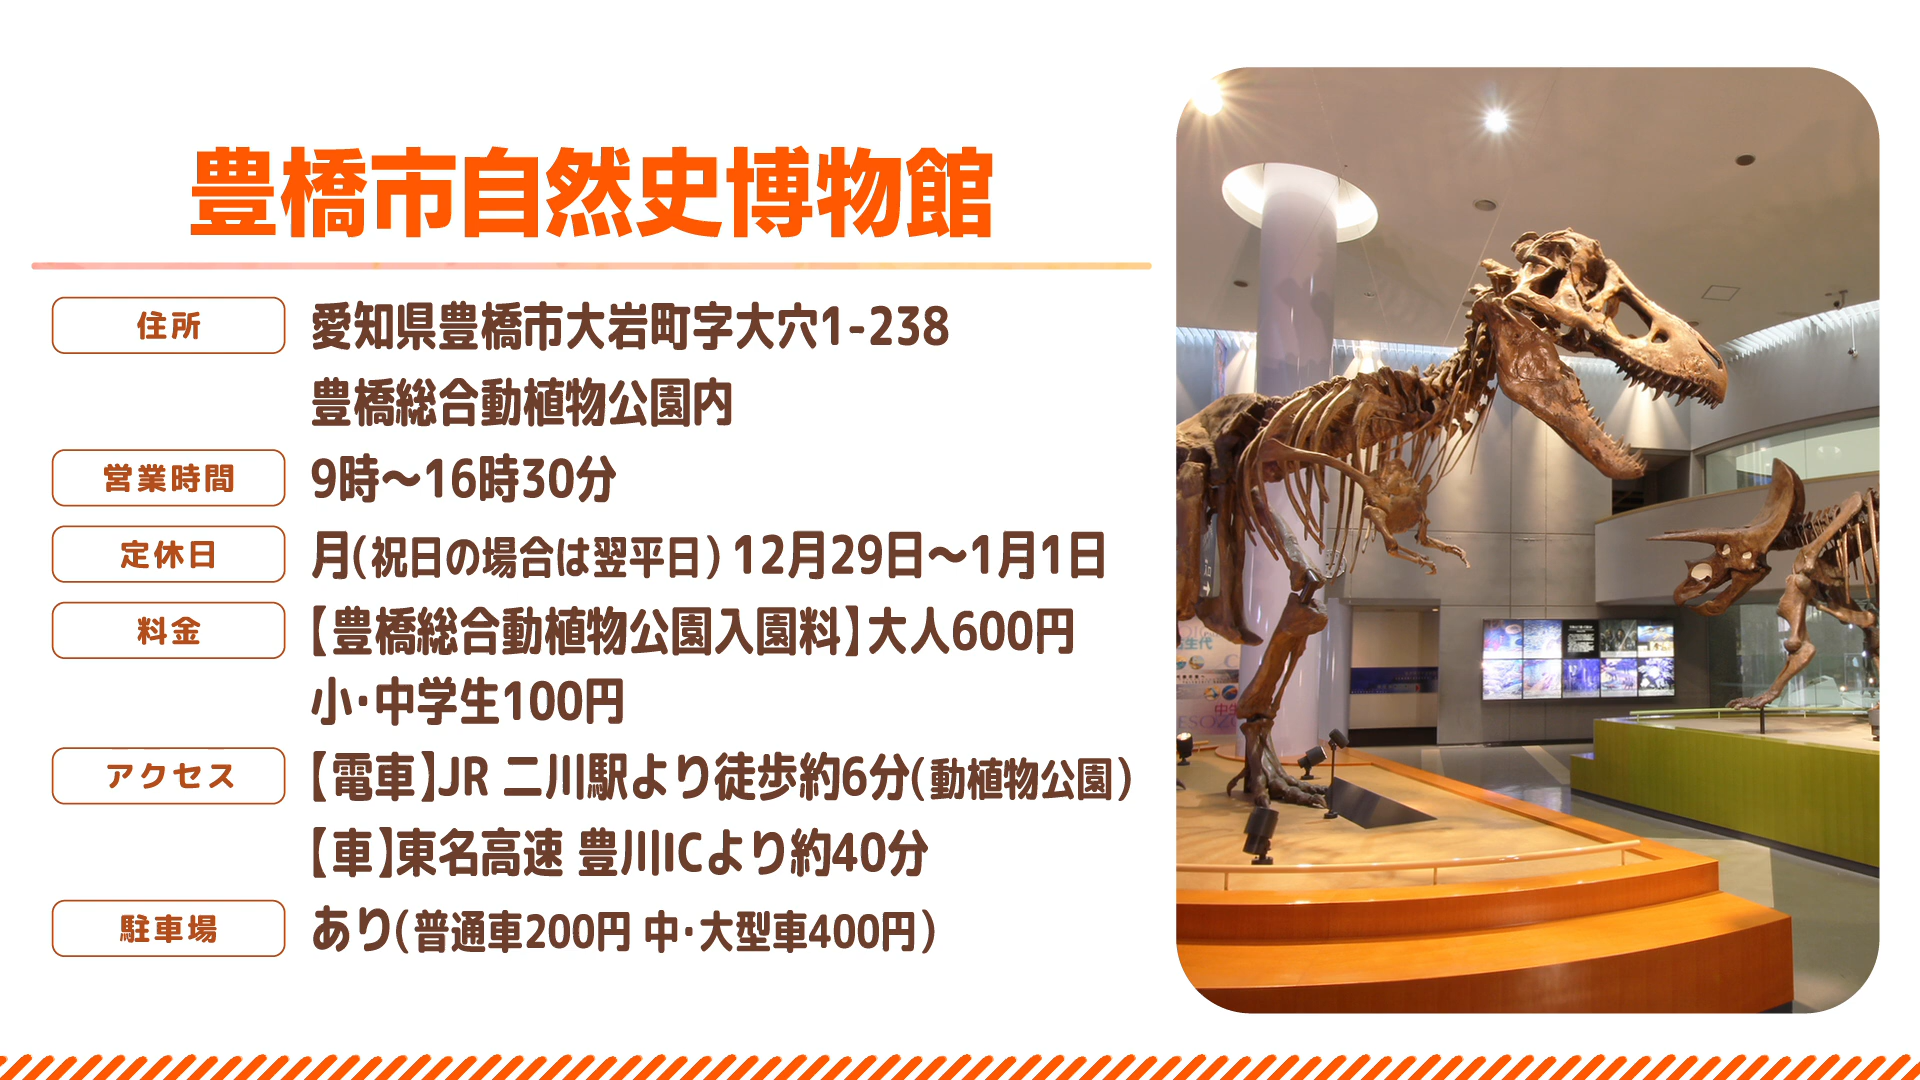 豊橋市自然史博物館
住所 愛知県豊橋市大岩町字大穴1-238
豊橋総合動植物公園内
営業時間 9時〜16時30分
定休日 月(祝日の場合は翌平日) 12月29日〜1月1日
料金 【豊橋総合動植物公園入園料】大人600円
小・中学生100円
アクセス 【電車】JR 二川駅より徒歩約6分(動植物公園)
【車】東名高速 豊川ICより約40分
駐車場 あり(普通車200円 中・大型車400円)